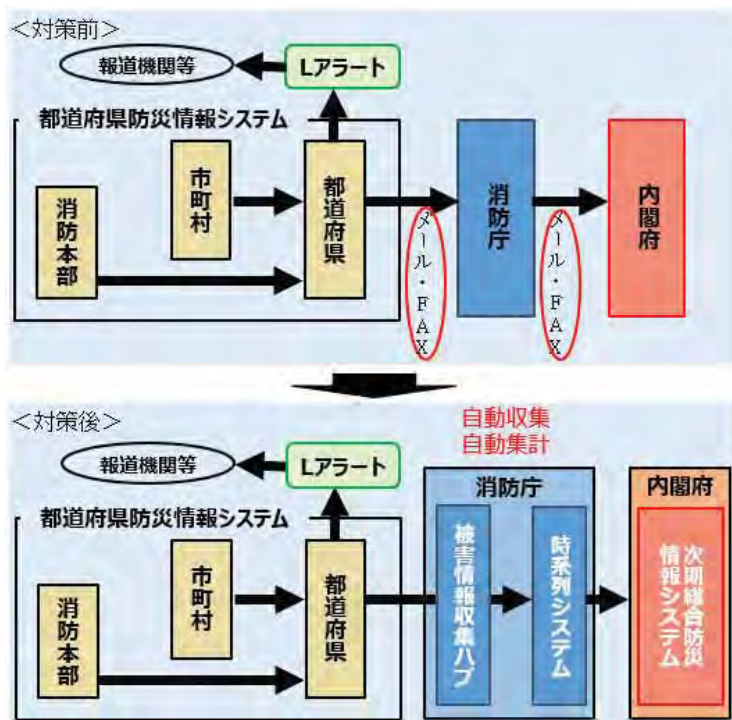 <対策前>
報道機関等
Lアラート
都道府県防災情報システム
消防本部
市町村
都道府県
メール・FAX
消防庁
メール・FAX
内閣府
<対策後>
自動収集
自動集計
報道機関等
Lアラート
都道府県防災情報システム
消防本部
市町村
都道府県
消防庁
被害情報収集ハブ
時系列システム
内閣府
次期総合防災
情報システム